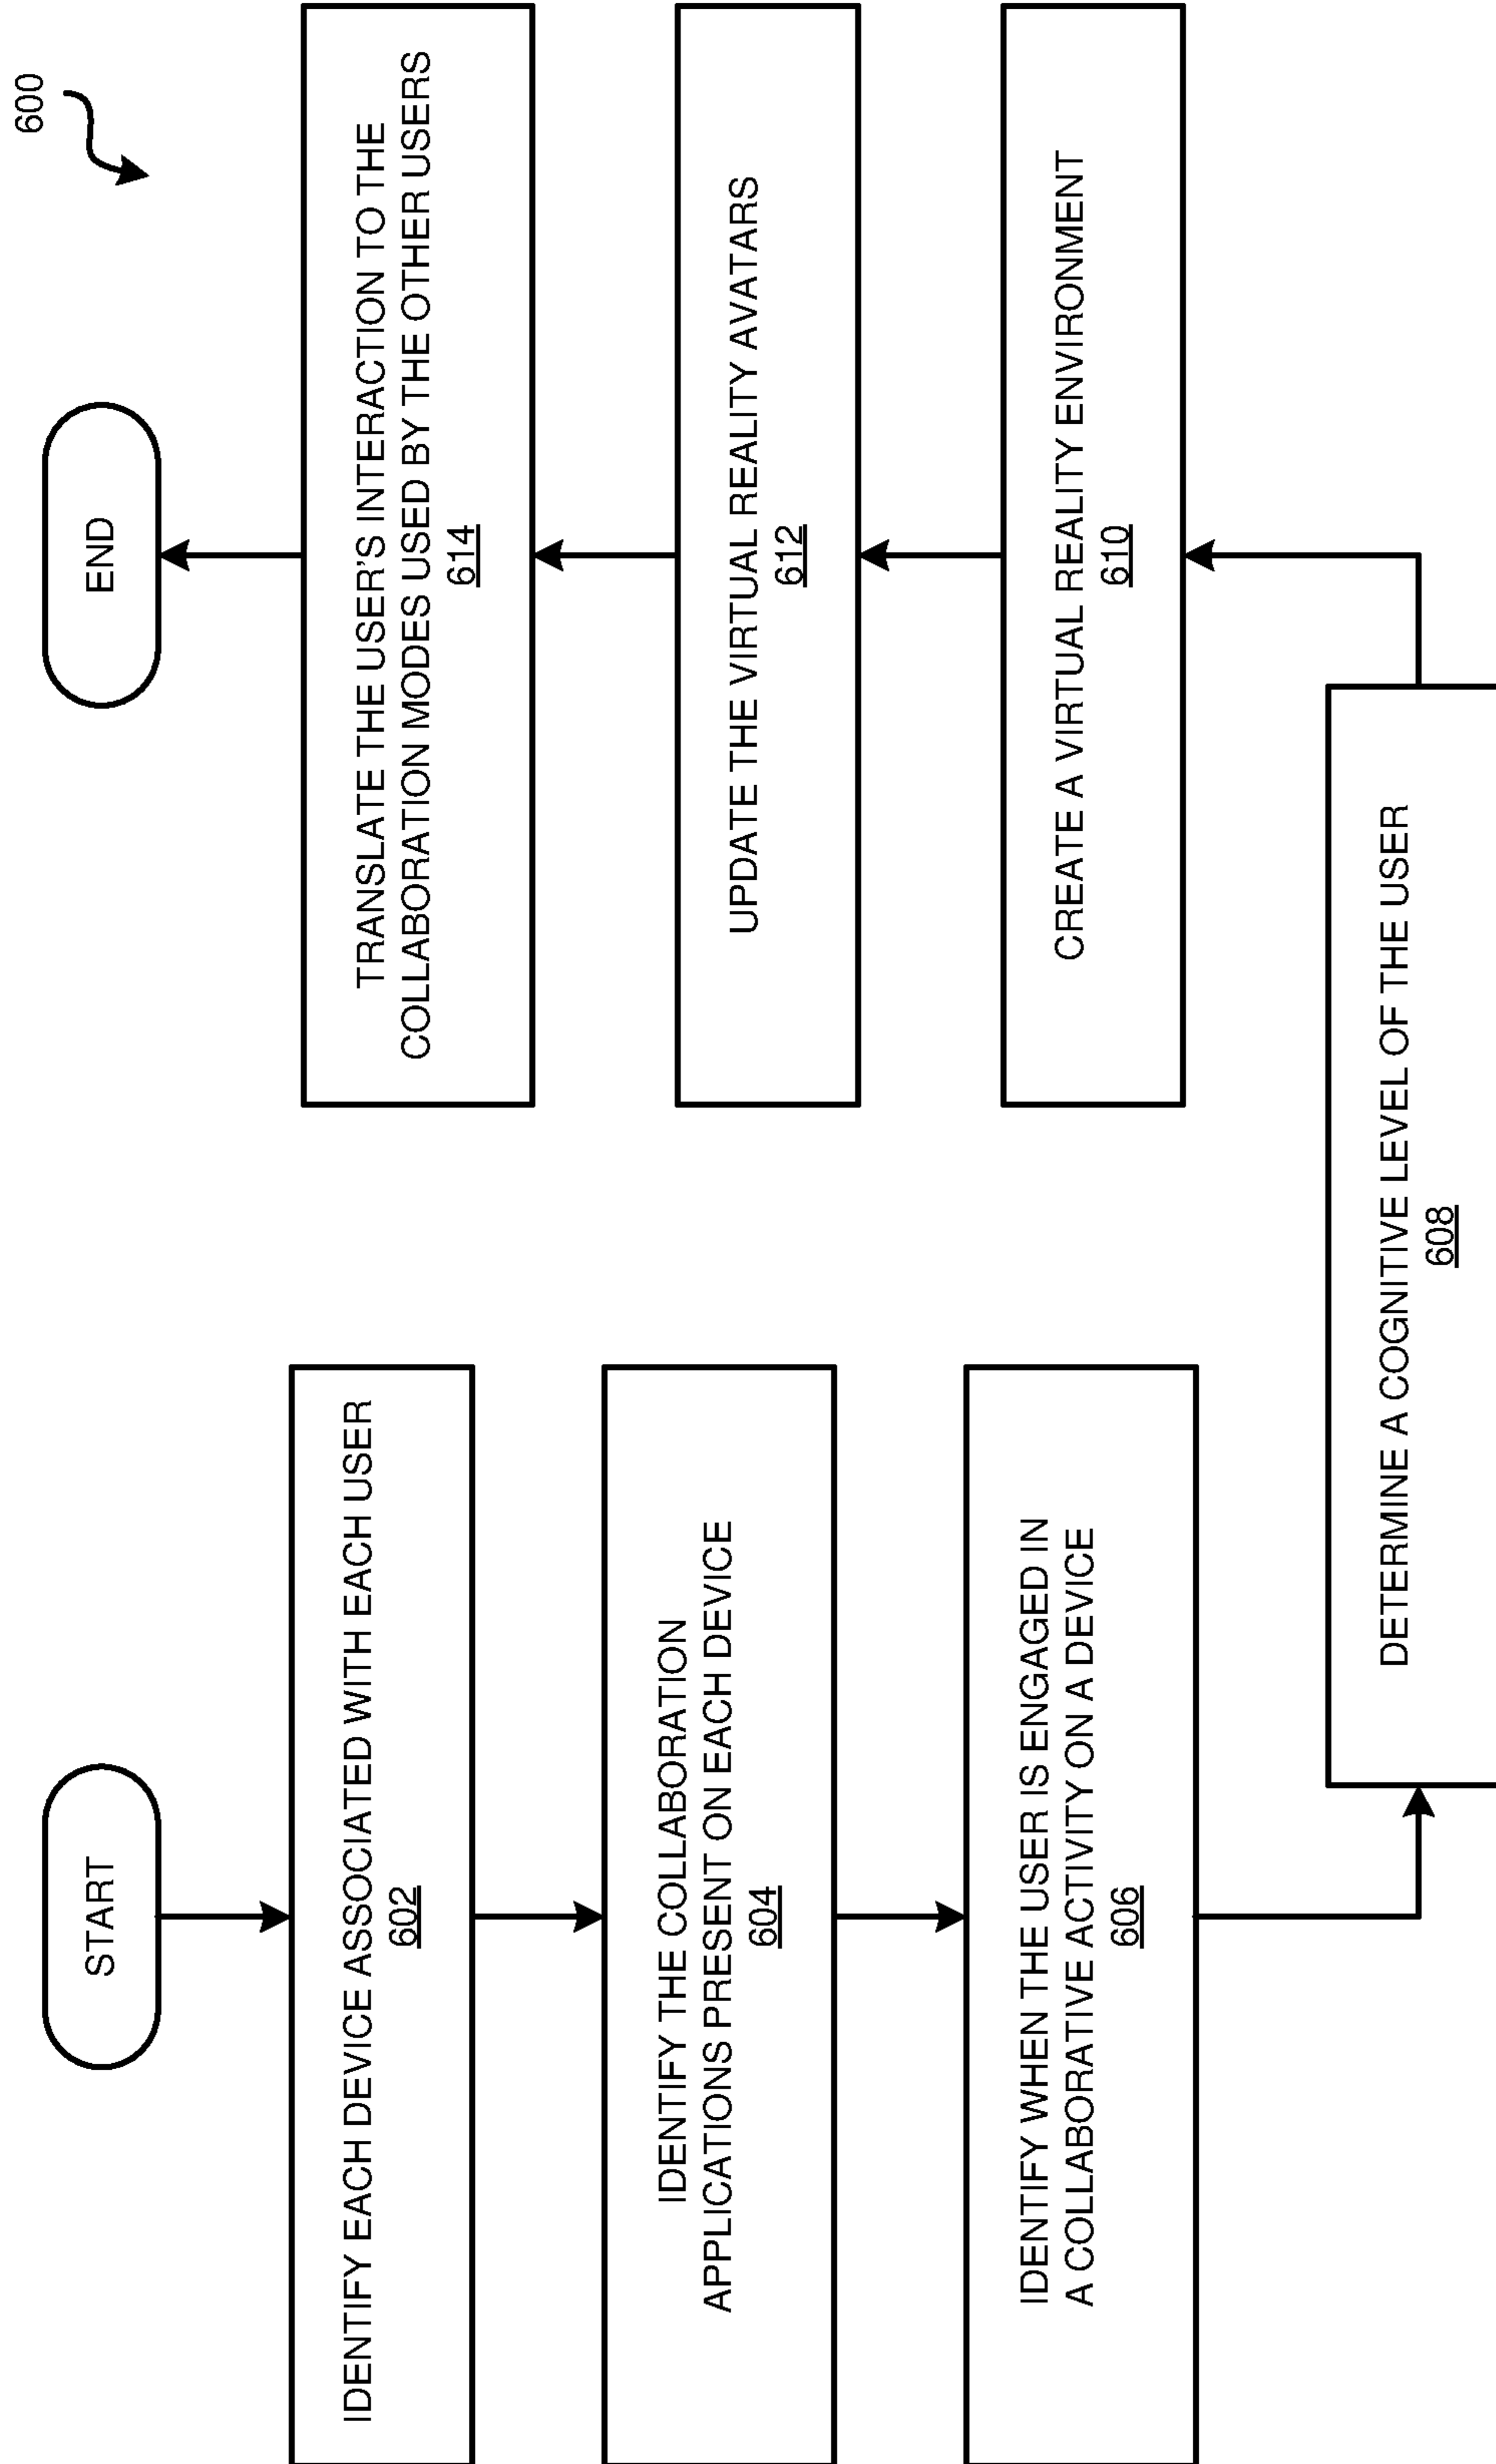 600
START
IDENTIFY EACH DEVICE ASSOCIATED WITH EACH USER
602
IDENTIFY THE COLLABORATION
APPLICATIONS PRESENT ON EACH DEVICE
604
IDENTIFY WHEN THE USER IS ENGAGED IN
A COLLABORATIVE ACTIVITY ON A DEVICE
606
DETERMINE A COGNITIVE LEVEL OF THE USER
608
CREATE A VIRTUAL REALITY ENVIRONMENT
610
UPDATE THE VIRTUAL REALITY AVATARS
612
TRANSLATE THE USER'S INTERACTION TO THE
COLLABORATION MODES USED BY THE OTHER USERS
614
END